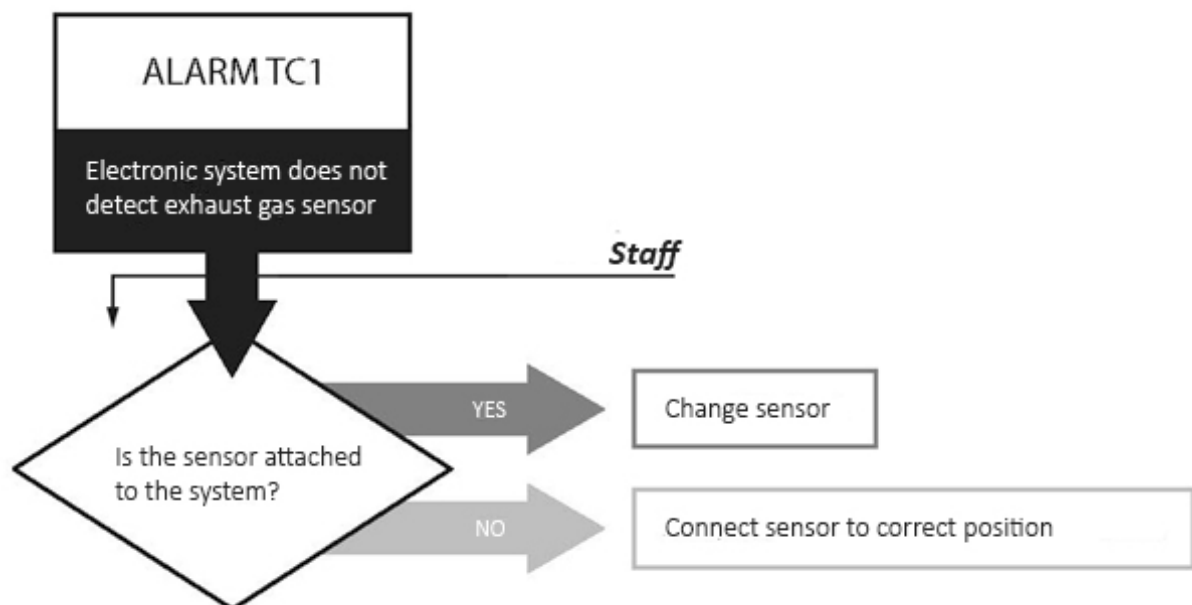 ALARM TC1
Electronic system does not
detect exhaust gas sensor
Staff
YES
Change sensor
Is the sensor attached
to the system?
NO
Connect sensor to correct position